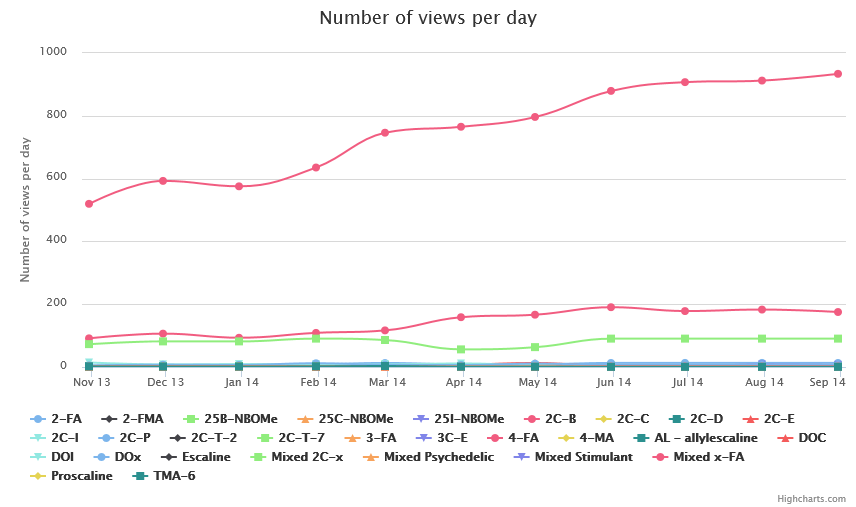 Number of views per day
Number of views per day
1000
800
600
400
200
0
Nov 13 Dec 13 Jan 14 Feb 14 Mar 14 Apr 14 May 14 Jun 14 Jul 14 Aug 14 Sep 14
2-FA 2-FMA 25B-NBOMe 25C-NBOMe 25I-NBOMe 2C-B 2C-C 2C-D 2C-E
2C-I 2C-P 2C-T-2 2C-T-7 3-FA 3C-E 4-FA 4-MA AL - allylescaline DOC
DOI DOx Escaline Mixed 2C-x Mixed Psychedelic Mixed Stimulant Mixed x-FA
Proscaline TMA-6
Highcharts.com